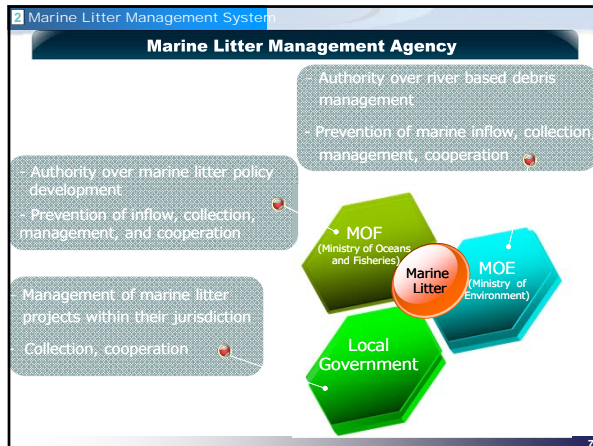 2 Marine Litter Management System
Marine Litter Management Agency
- Authority over river based debris
management
- Prevention of marine inflow, collection,
management, cooperation
- Authority over marine litter policy
development
- Prevention of inflow, collection,
management, and cooperation
Management of marine litter
projects within their jurisdiction
- Collection, cooperation
MOF
(Ministry of Oceans
and Fisheries)
Marine
Litter
MOE
(Ministry of
Environment)
Local
Government
7